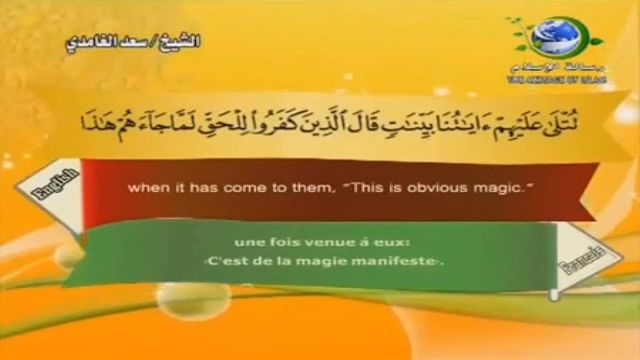 الشيخ / سعد الغامدي
رسالة الإسلام
THE MESSAGE OF ISLAM
تُتْلَىٰ عَلَيْهِمْ ءَايَٰتُنَا بَيِّنَٰتٍ قَالَ ٱلَّذِينَ كَفَرُوا۟ لِلْحَقِّ لَمَّا جَآءَهُمْ هَٰذَا
English
when it has come to them, “This is obvious magic.”
une fois venue á eux:
‹C'est de la magie manifeste›.
Francais